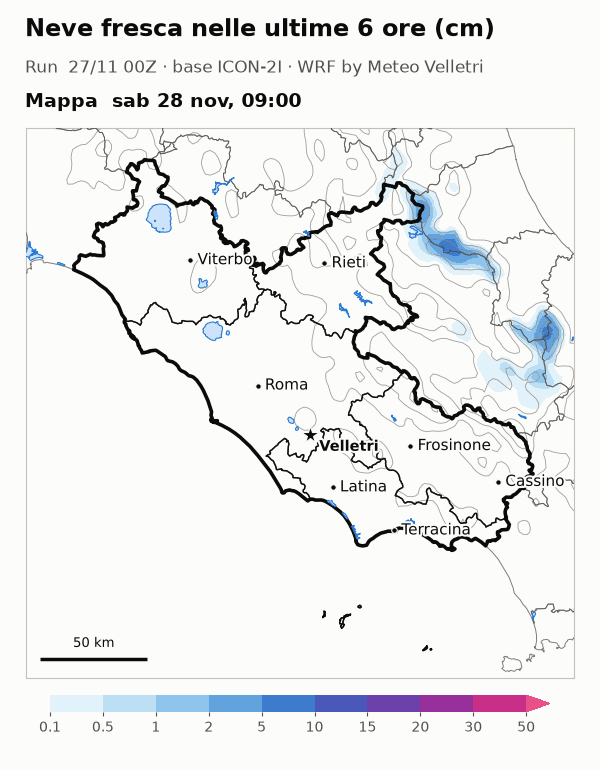 Neve fresca nelle ultime 6 ore (cm)
Run 27/11 00Z · base ICON-2I · WRF by Meteo Velletri
Mappa sab 28 nov, 09:00
Viterbo
Rieti
Roma
Velletri
Frosinone
Latina
Cassino
Terracina
50 km
0.1 0.5 1 2 5 10 15 20 30 50